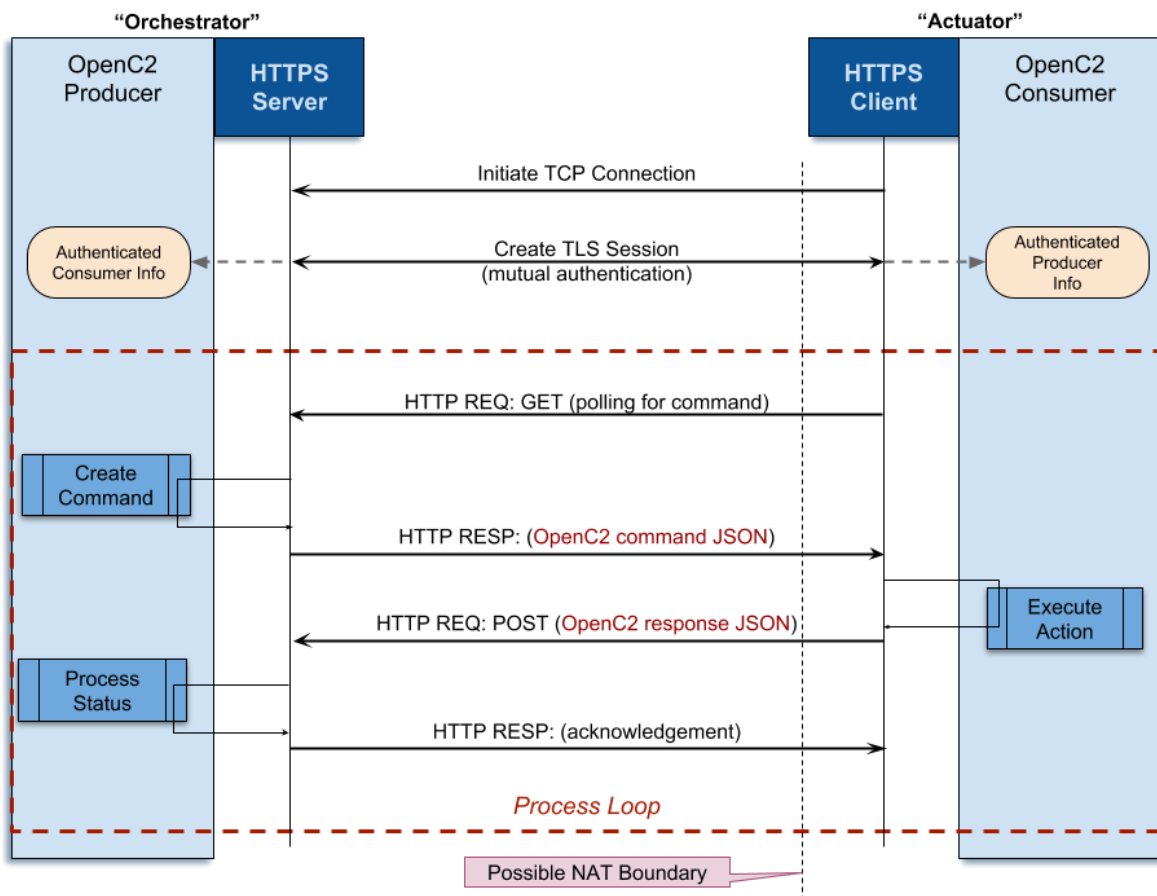 “Orchestrator”
“Actuator”
OpenC2
Producer
HTTPS
Server
HTTPS
Client
OpenC2
Consumer
Initiate TCP Connection
Authenticated
Consumer Info
Create TLS Session
(mutual authentication)
Authenticated
Producer
Info
HTTP REQ: GET (polling for command)
Create
Command
HTTP RESP: (OpenC2 command JSON)
Execute
Action
HTTP REQ: POST (OpenC2 response JSON)
Process
Status
HTTP RESP: (acknowledgement)
Process Loop
Possible NAT Boundary